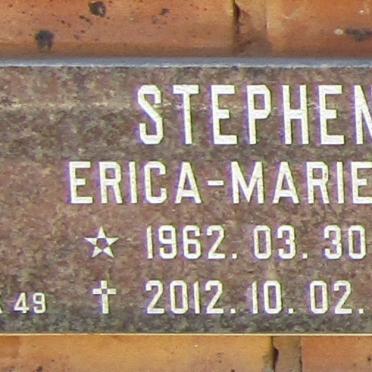 STEPHEN
ERICA-MARIE
☆ 1962. 03. 30
✝ 2012. 10. 02.
49